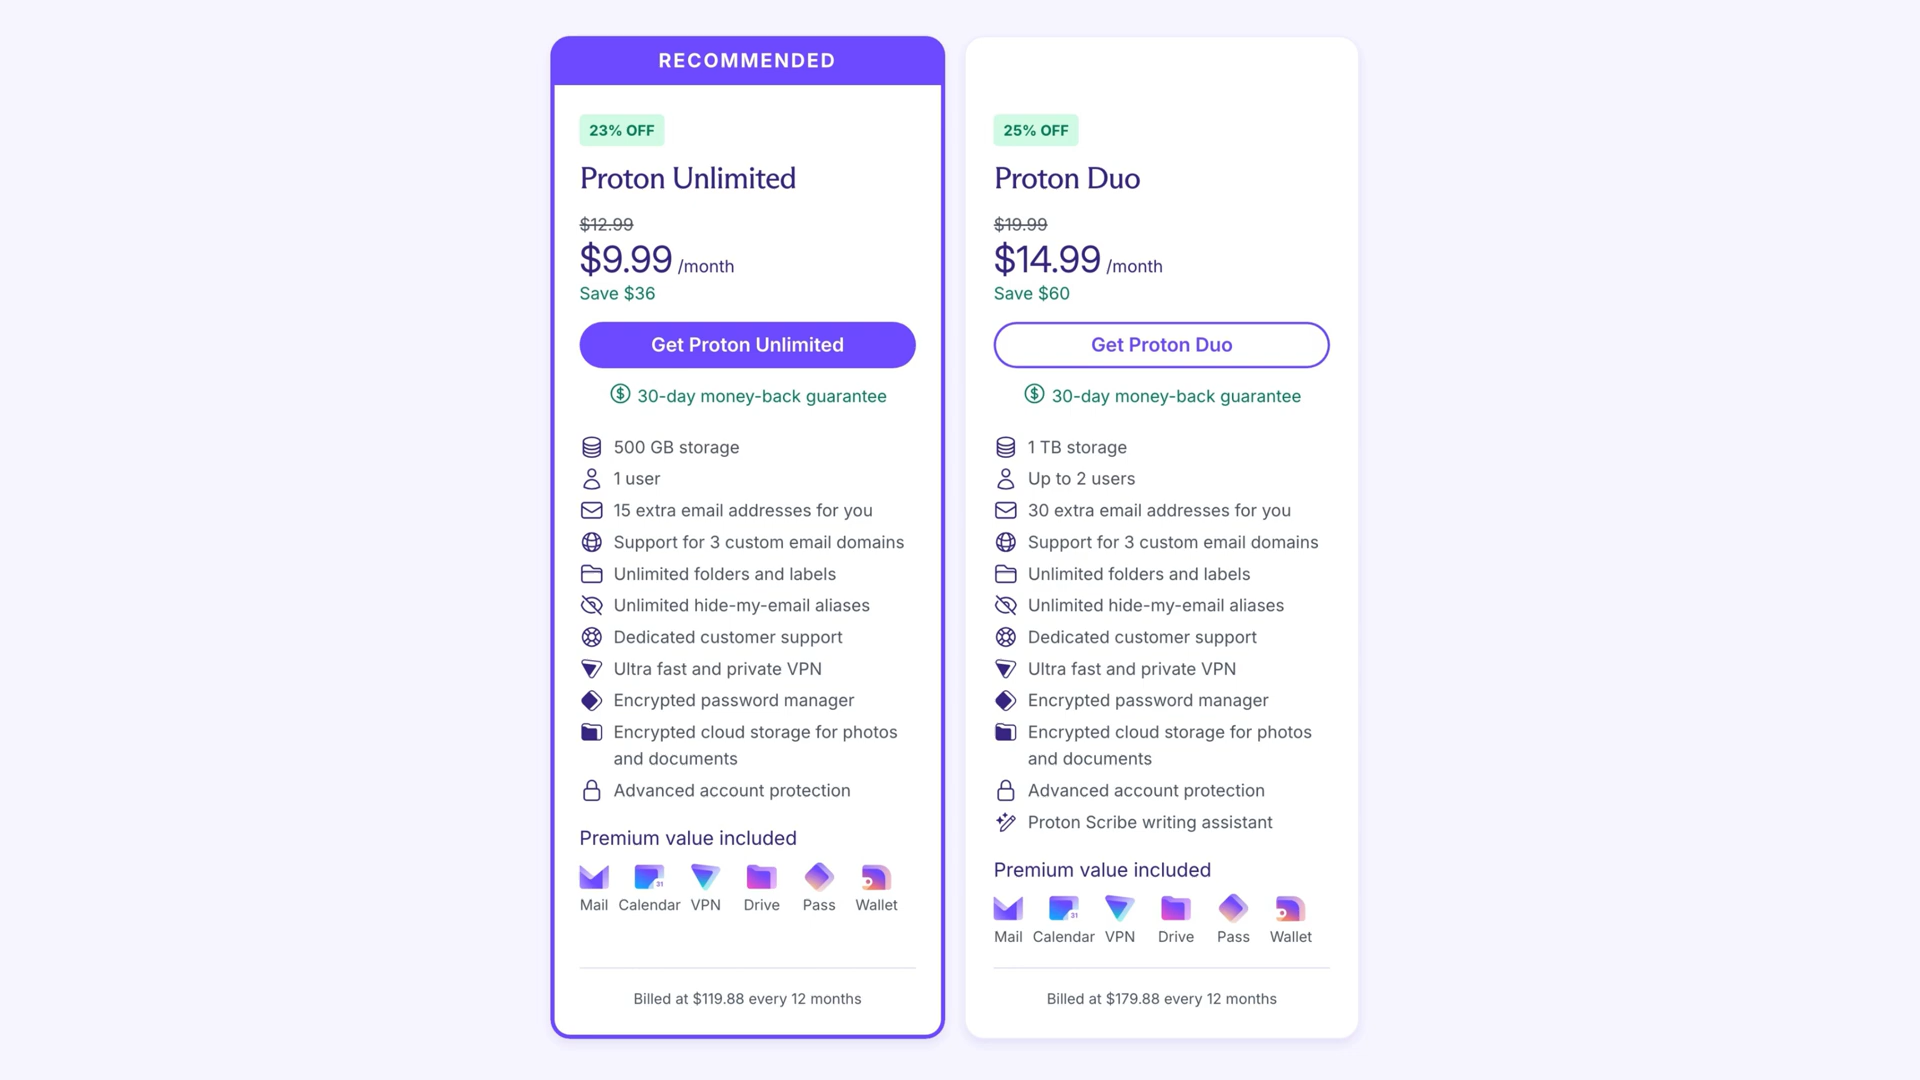 RECOMMENDED
23% OFF
Proton Unlimited
$12.99
$9.99 /month
Save $36
Get Proton Unlimited
30-day money-back guarantee
500 GB storage
1 user
15 extra email addresses for you
Support for 3 custom email domains
Unlimited folders and labels
Unlimited hide-my-email aliases
Dedicated customer support
Ultra fast and private VPN
Encrypted password manager
Encrypted cloud storage for photos
and documents
Advanced account protection
Premium value included
31
Mail Calendar VPN Drive Pass Wallet
Billed at $119.88 every 12 months
25% OFF
Proton Duo
$19.99
$14.99 /month
Save $60
Get Proton Duo
30-day money-back guarantee
1 TB storage
Up to 2 users
30 extra email addresses for you
Support for 3 custom email domains
Unlimited folders and labels
Unlimited hide-my-email aliases
Dedicated customer support
Ultra fast and private VPN
Encrypted password manager
Encrypted cloud storage for photos
and documents
Advanced account protection
Proton Scribe writing assistant
Premium value included
31
Mail Calendar VPN Drive Pass Wallet
Billed at $179.88 every 12 months